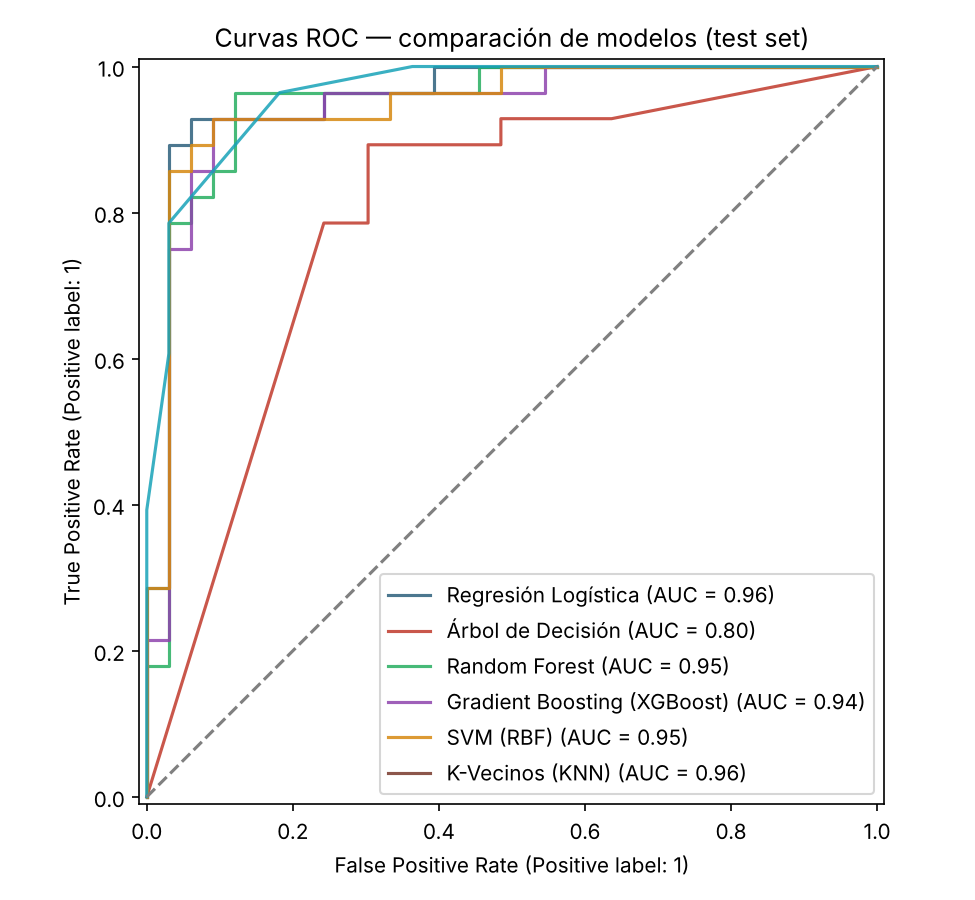 Curvas ROC — comparación de modelos (test set)
True Positive Rate (Positive label: 1)
1.0
0.8
0.6
0.4
0.2
0.0
Regresión Logística (AUC = 0.96)
Árbol de Decisión (AUC = 0.80)
Random Forest (AUC = 0.95)
Gradient Boosting (XGBoost) (AUC = 0.94)
SVM (RBF) (AUC = 0.95)
K-Vecinos (KNN) (AUC = 0.96)
0.0 0.2 0.4 0.6 0.8 1.0
False Positive Rate (Positive label: 1)